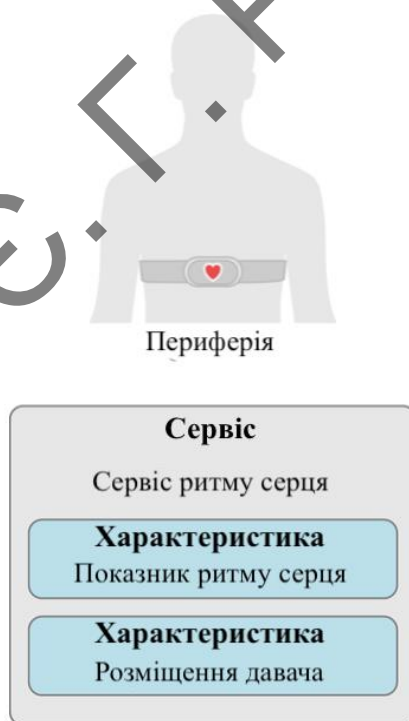 Є. Г.
Периферія
Сервіс
Сервіс ритму серця
Характеристика
Показник ритму серця
Характеристика
Розміщення давача